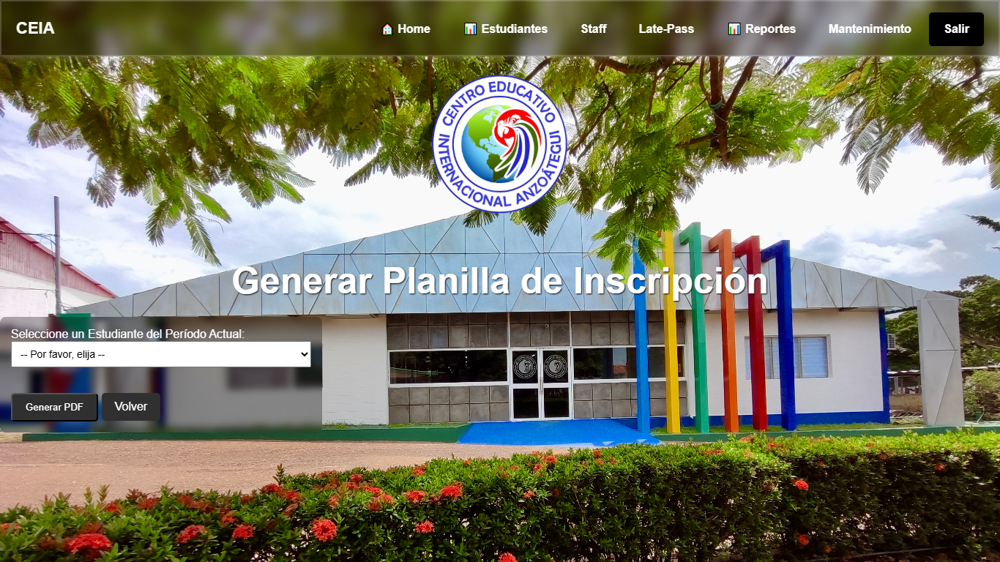 CEIA
🏠 Home
📊 Estudiantes
Staff
Late-Pass
📊 Reportes
Mantenimiento
Salir
CENTRO EDUCATIVO
INTERNACIONAL ANZOÁTEGUI
Generar Planilla de Inscripción
Seleccione un Estudiante del Período Actual:
-- Por favor, elija --
Generar PDF
Volver